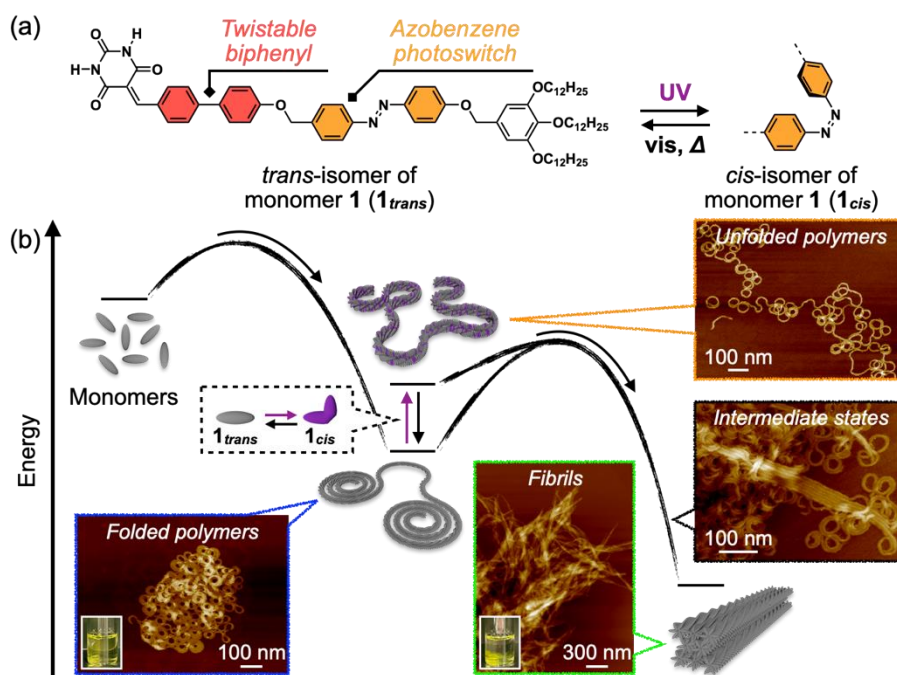 (a)
Twistable
biphenyl
Azobenzene
photoswitch
O
H
N
N
H
O
O
O
N
N
O
OC12H25
OC12H25
OC12H25
UV
vis, Δ
N
N
trans-isomer of
monomer 1 (1trans)
cis-isomer of
monomer 1 (1cis)
(b)
Energy
Monomers
1trans
1cis
Unfolded polymers
100 nm
Intermediate states
100 nm
Folded polymers
100 nm
Fibrils
300 nm